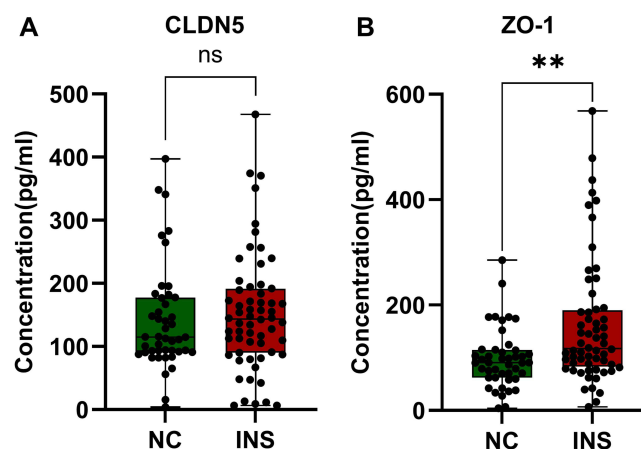 A CLDN5
ns
Concentration(pg/ml)
500
400
300
200
100
0
NC INS
B ZO-1
**
Concentration(pg/ml)
600
400
200
0
NC INS